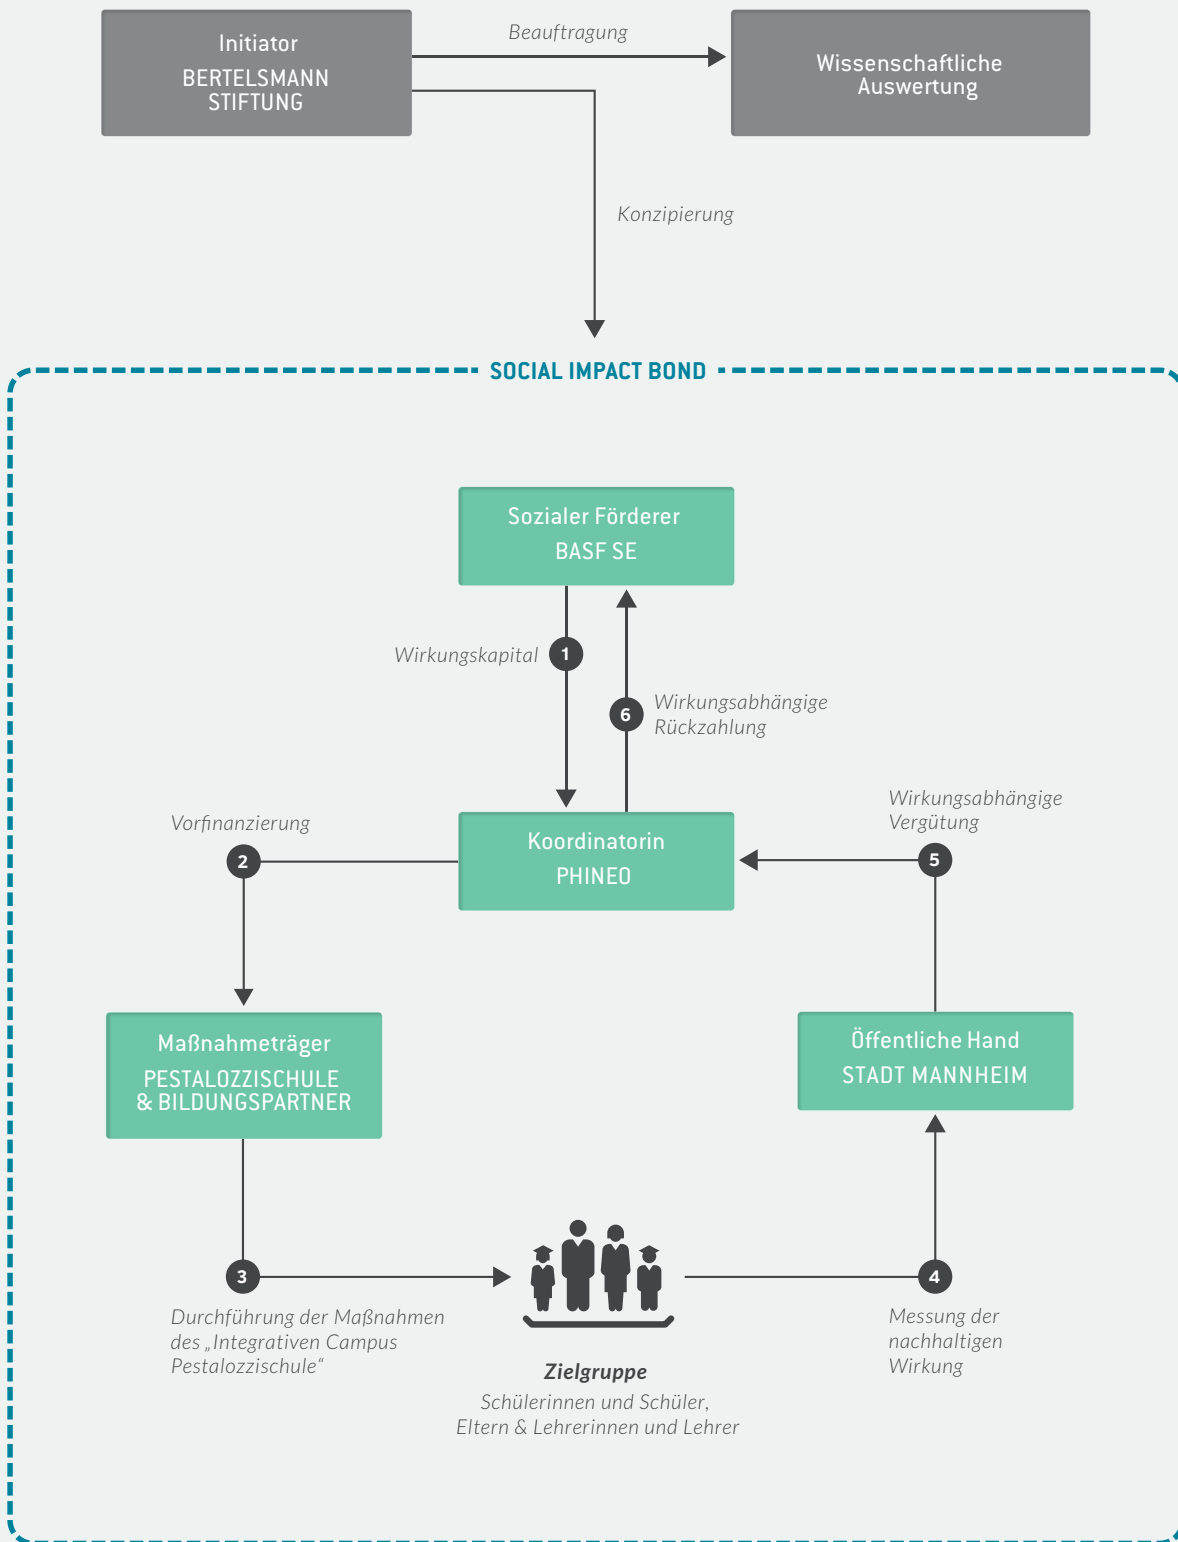 Initiator
BERTELSMANN
STIFTUNG
Beauftragung
Wissenschaftliche
Auswertung
Konzipierung
SOCIAL IMPACT BOND
Sozialer Förderer
BASF SE
Wirkungskapital
1
6
Wirkungsabhängige
Rückzahlung
Vorfinanzierung
2
Koordinatorin
PHINEO
Wirkungsabhängige
Vergütung
5
Maßnahmeträger
PESTALOZZISCHULE
& BILDUNGSPARTNER
Öffentliche Hand
STADT MANNHEIM
3
Durchführung der Maßnahmen
des „Integrativen Campus
Pestalozzischule“
4
Messung der
nachhaltigen
Wirkung
Zielgruppe
Schülerinnen und Schüler,
Eltern & Lehrerinnen und Lehrer